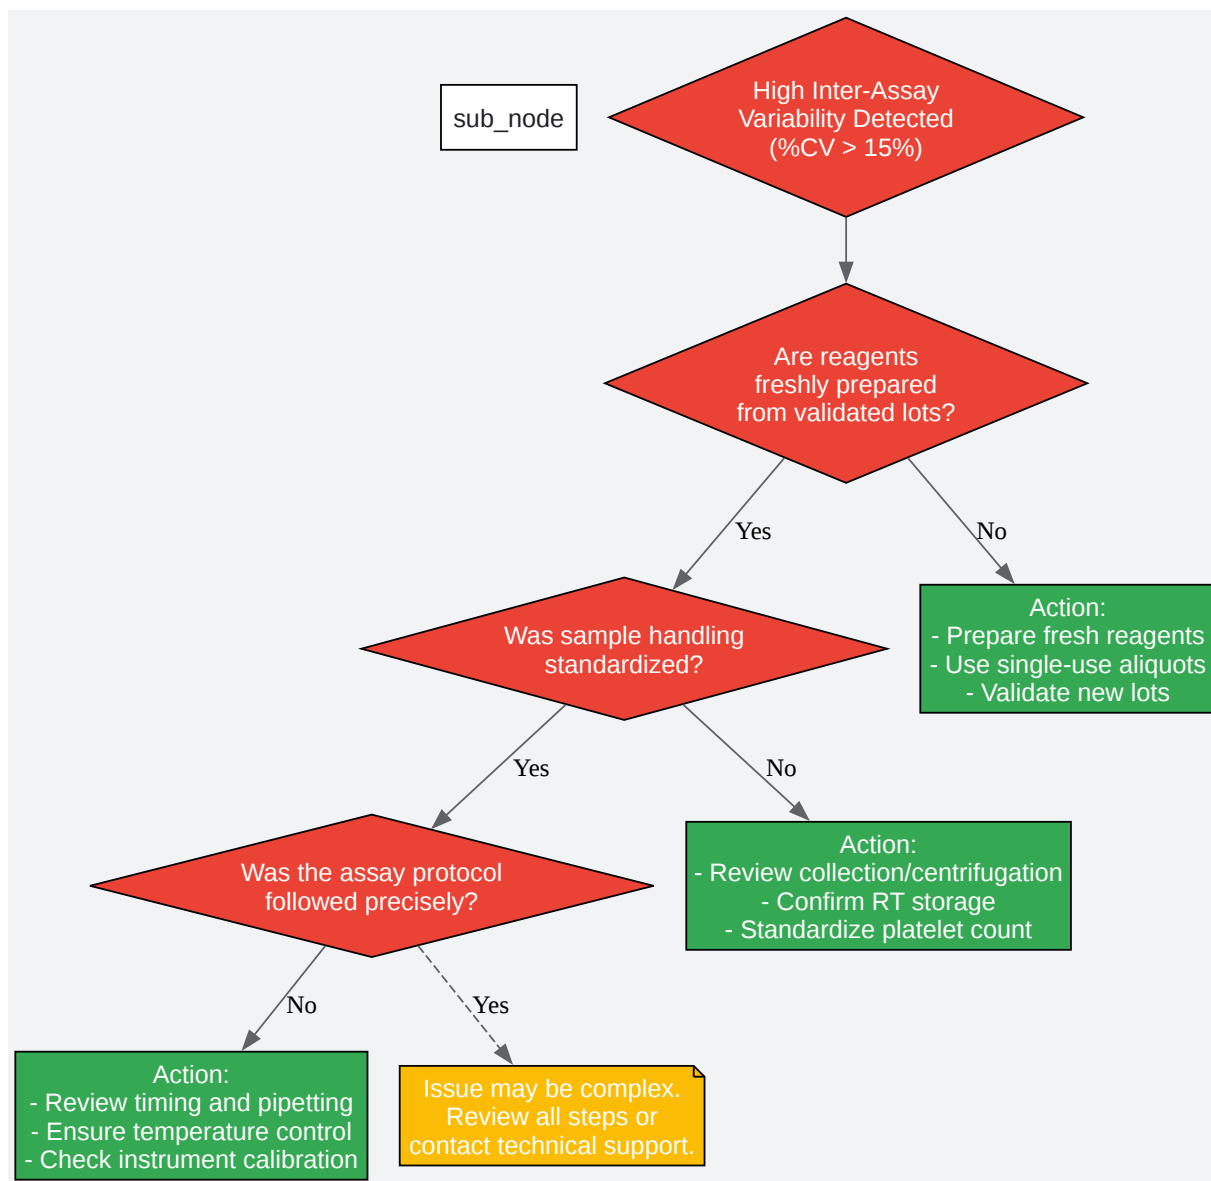 sub_node
High Inter-Assay
Variability Detected
(%CV > 15%)
Are reagents
freshly prepared
from validated lots?
Yes
No
Was sample handling
standardized?
Action:
- Prepare fresh reagents
- Use single-use aliquots
- Validate new lots
Yes
No
Was the assay protocol
followed precisely?
Action:
- Review collection/centrifugation
- Confirm RT storage
- Standardize platelet count
No
Yes
Action:
- Review timing and pipetting
- Ensure temperature control
- Check instrument calibration
Issue may be complex.
Review all steps or
contact technical support.